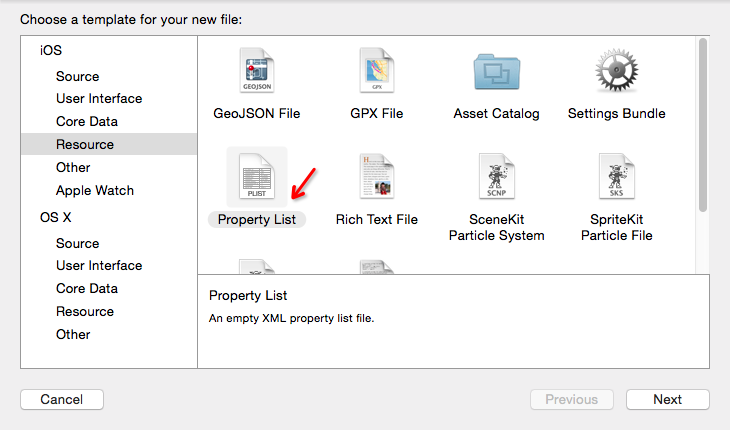 Choose a template for your new file:
iOS
Source
User Interface
Core Data
Resource
Other
Apple Watch
OS X
Source
User Interface
Core Data
Resource
Other
GEOJSON
GeoJSON File
GPX
GPX File
Asset Catalog
Settings Bundle
PLIST
Property List
Rich Text File
SCNP
SceneKit
Particle System
SKS
SpriteKit
Particle File
Property List
An empty XML property list file.
Cancel
Previous
Next